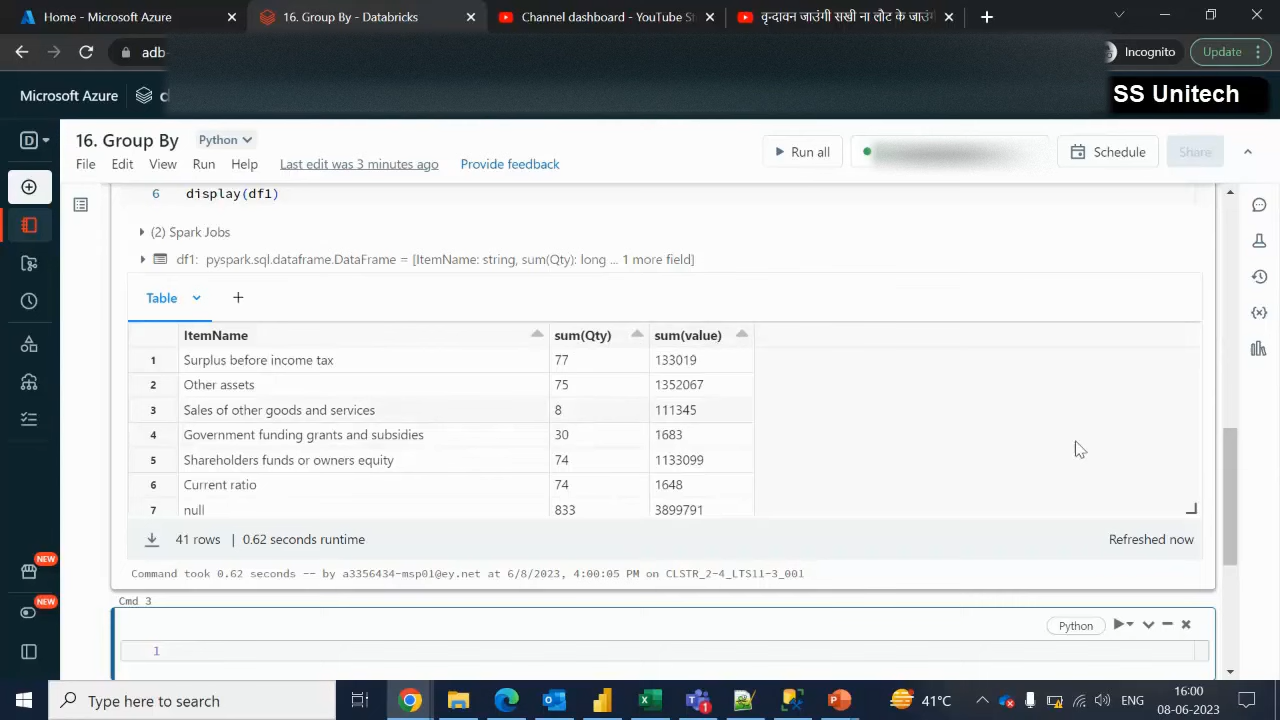 Home - Microsoft Azure
16. Group By - Databricks
Channel dashboard - YouTube St
वृन्दावन जाउंगी सखी ना लौट के जाउं
adb-
Incognito
Update
Microsoft Azure
SS Unitech
D
16. Group By
Python
Run all
Schedule
Share
File Edit View Run Help Last edit was 3 minutes ago Provide feedback
6 display(df1)
(2) Spark Jobs
df1: pyspark.sql.dataframe.DataFrame = [ItemName: string, sum(Qty): long ... 1 more field]
Table +
ItemName sum(Qty) sum(value)
1 Surplus before income tax 77 133019
2 Other assets 75 1352067
3 Sales of other goods and services 8 111345
4 Government funding grants and subsidies 30 1683
5 Shareholders funds or owners equity 74 1133099
6 Current ratio 74 1648
7 null 833 3899791
41 rows | 0.62 seconds runtime
Refreshed now
Command took 0.62 seconds -- by a3356434-msp01@ey.net at 6/8/2023, 4:00:05 PM on CLSTR_2-4_LTS11-3_001
NEW
Cmd 3
NEW
Python
1
Type here to search
1
41°C
ENG
16:00
08-06-2023